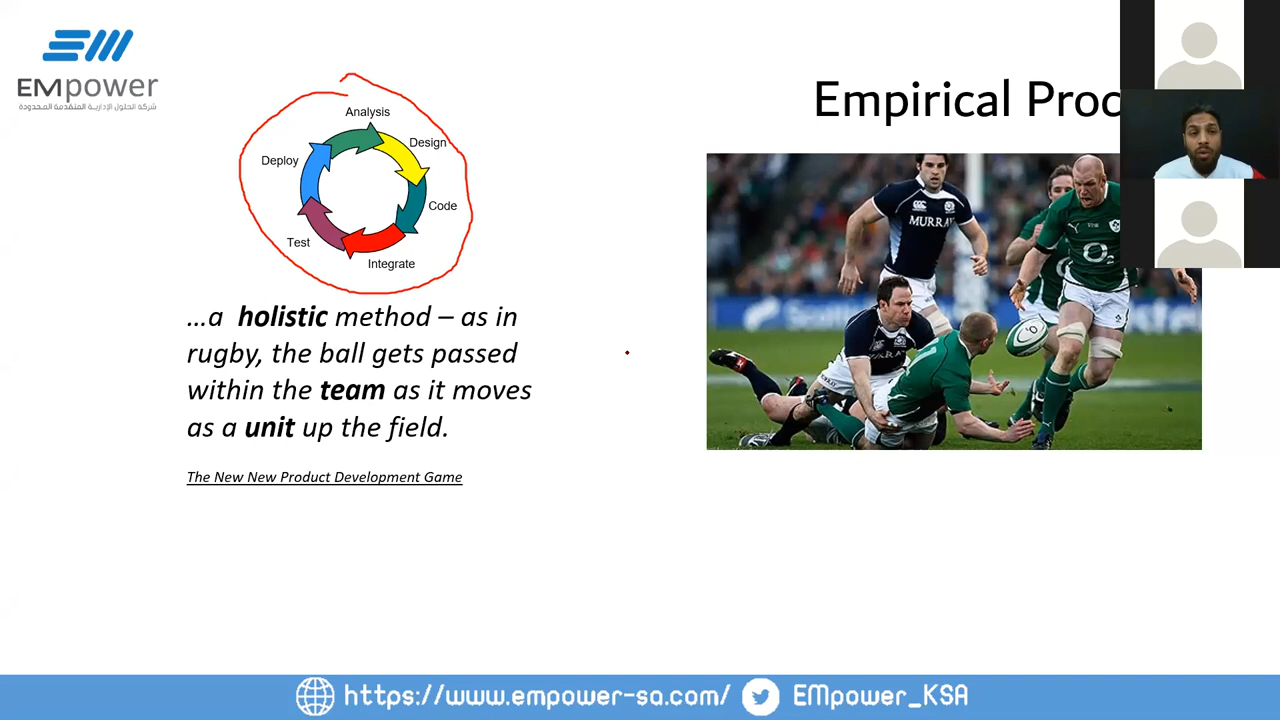 EMpower
شركة الحلول الإدارية المتقدمة المحدودة
Empirical Proc
Analysis
Design
Deploy
Code
Test
Integrate
...a holistic method – as in
rugby, the ball gets passed
within the team as it moves
as a unit up the field.
The New New Product Development Game
MURRAY
O2
https://www.empower-sa.com/ EMpower_KSA